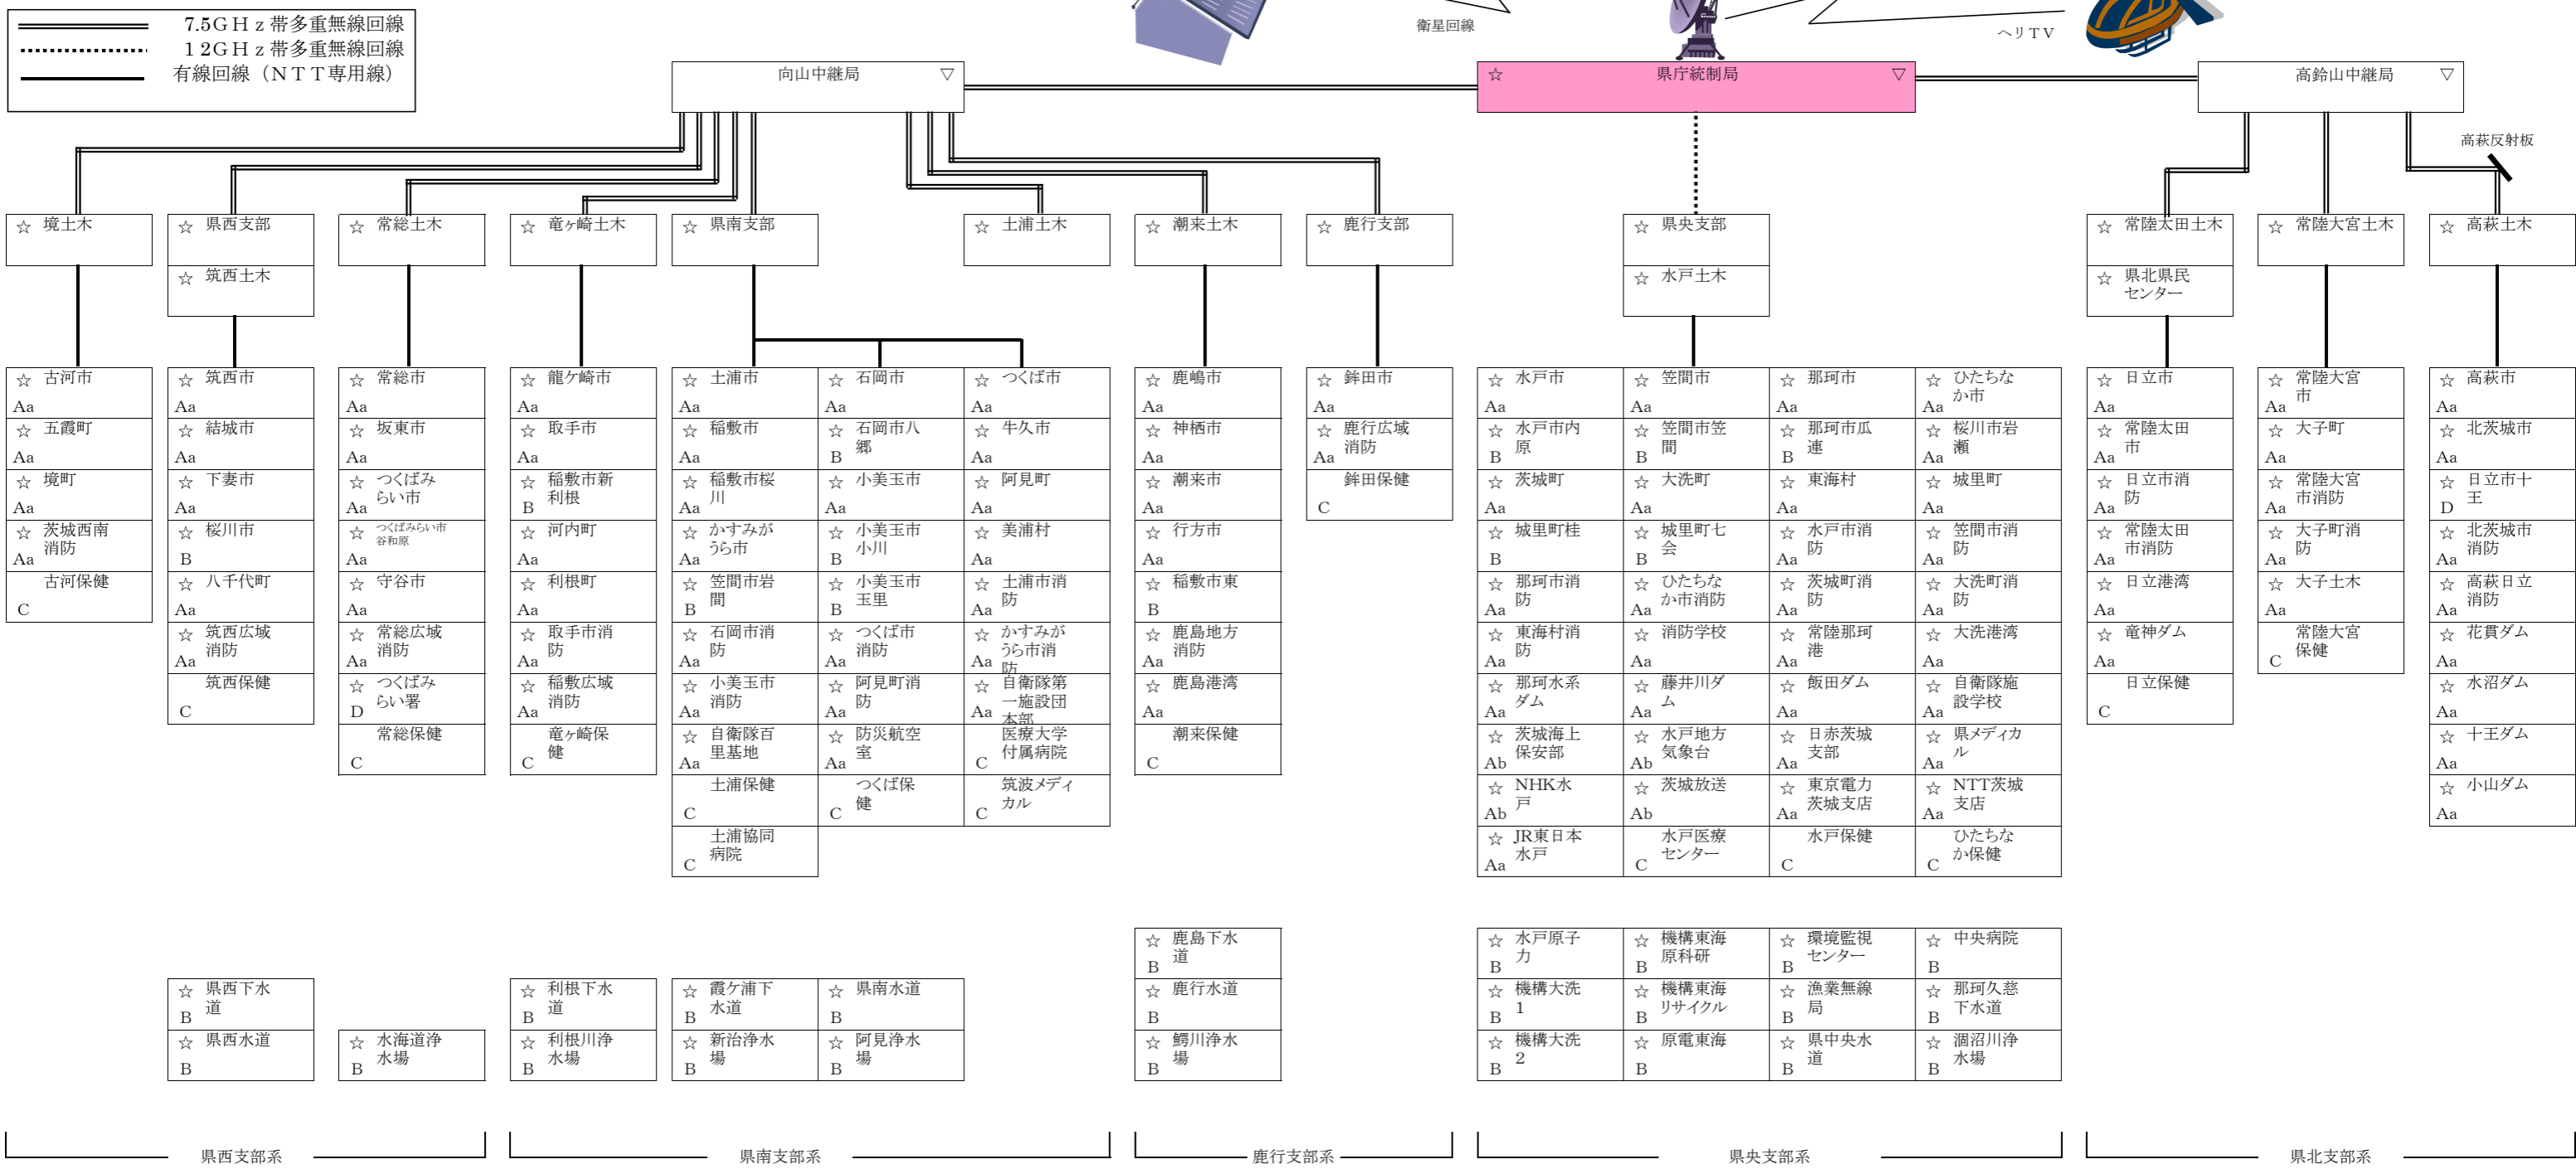 7.5GHz帯多重無線回線
12GHz帯多重無線回線
有線回線（NTT専用線）
衛星回線
ヘリTV
向山中継局 ▽
☆ 県庁統制局 ▽
高鈴山中継局 ▽
高萩反射板
☆ 境土木
☆ 県西支部
☆ 筑西土木
☆ 常総土木
☆ 竜ヶ崎土木
☆ 県南支部
☆ 土浦土木
☆ 潮来土木
☆ 鹿行支部
☆ 県央支部
☆ 水戸土木
☆ 常陸太田土木
☆ 県北県民
センター
☆ 常陸大宮土木
☆ 高萩土木
☆ 古河市
Aa
☆ 五霞町
Aa
☆ 境町
Aa
☆ 茨城西南
消防
Aa
古河保健
C
☆ 筑西市
Aa
☆ 結城市
Aa
☆ 下妻市
Aa
☆ 桜川市
B
☆ 八千代町
Aa
☆ 筑西広域
消防
Aa
筑西保健
C
☆ 県西下水
道
B
☆ 県西水道
B
☆ 常総市
Aa
☆ 坂東市
Aa
☆ つくばみ
らい市
Aa
☆ つくばみらい市
谷和原
Aa
☆ 守谷市
Aa
☆ 常総広域
消防
Aa
☆ つくばみ
らい署
D
常総保健
C
☆ 水海道浄
水場
B
☆ 龍ケ崎市
Aa
☆ 取手市
Aa
☆ 稲敷市新
利根
B
☆ 河内町
Aa
☆ 利根町
Aa
☆ 取手市消
防
Aa
☆ 稲敷広域
消防
Aa
竜ヶ崎保
健
C
☆ 利根下水
道
B
☆ 利根川浄
水場
B
☆ 土浦市
Aa
☆ 稲敷市
Aa
☆ 稲敷市桜
川
Aa
☆ かすみが
うら市
Aa
☆ 笠間市岩
間
B
☆ 石岡市消
防
Aa
☆ 小美玉市
消防
Aa
☆ 自衛隊百
里基地
Aa
土浦保健
C
土浦協同
病院
C
☆ 霞ケ浦下
水道
B
☆ 新治浄水
場
B
☆ 石岡市
Aa
☆ 石岡市八
郷
B
☆ 小美玉市
Aa
☆ 小美玉市
小川
B
☆ 小美玉市
玉里
B
☆ つくば市
消防
Aa
☆ 阿見町消
防
Aa
☆ 防災航空
室
Aa
つくば保
健
C
☆ 県南水道
B
☆ 阿見浄水
場
B
☆ つくば市
Aa
☆ 牛久市
Aa
☆ 阿見町
Aa
☆ 美浦村
Aa
☆ 土浦市消
防
Aa
☆ かすみが
うら市消
防
Aa
☆ 自衛隊第
一施設団
本部
Aa
医療大学
付属病院
C
筑波メディ
カル
C
☆ 鹿嶋市
Aa
☆ 神栖市
Aa
☆ 潮来市
Aa
☆ 行方市
Aa
☆ 稲敷市東
B
☆ 鹿島地方
消防
Aa
☆ 鹿島港湾
Aa
潮来保健
C
☆ 鹿島下水
道
B
☆ 鹿行水道
B
☆ 鰐川浄水
場
B
☆ 鉾田市
Aa
☆ 鹿行広域
消防
Aa
鉾田保健
C
☆ 水戸市
Aa
☆ 水戸市内
原
B
☆ 茨城町
Aa
☆ 城里町桂
B
☆ 那珂市消
防
Aa
☆ 東海村消
防
Aa
☆ 那珂水系
ダム
Aa
☆ 茨城海上
保安部
Ab
☆ NHK水
戸
Ab
☆ JR東日本
水戸
Aa
☆ 水戸原子
力
B
☆ 機構大洗
1
B
☆ 機構大洗
2
B
☆ 笠間市
Aa
☆ 笠間市笠
間
B
☆ 大洗町
Aa
☆ 城里町七
会
B
☆ ひたちな
か市消防
Aa
☆ 消防学校
Aa
☆ 藤井川ダ
ム
Aa
☆ 水戸地方
気象台
Ab
☆ 茨城放送
Ab
水戸医療
センター
C
☆ 機構東海
原科研
B
☆ 機構東海
リサイクル
B
☆ 原電東海
B
☆ 那珂市
Aa
☆ 那珂市瓜
連
B
☆ 東海村
Aa
☆ 水戸市消
防
Aa
☆ 茨城町消
防
Aa
☆ 常陸那珂
港
Aa
☆ 飯田ダム
Aa
☆ 日赤茨城
支部
Aa
☆ 東京電力
茨城支店
Aa
水戸保健
C
☆ 環境監視
センター
B
☆ 漁業無線
局
B
☆ 県中央水
道
B
☆ ひたちな
か市
Aa
☆ 桜川市岩
瀬
Aa
☆ 城里町
Aa
☆ 笠間市消
防
Aa
☆ 大洗町消
防
Aa
☆ 大洗港湾
Aa
☆ 自衛隊施
設学校
Aa
☆ 県メディカ
ル
Aa
☆ NTT茨城
支店
Aa
ひたちな
か保健
C
☆ 中央病院
B
☆ 那珂久慈
下水道
B
☆ 涸沼川浄
水場
B
☆ 日立市
Aa
☆ 常陸太田
市
Aa
☆ 日立市消
防
Aa
☆ 常陸太田
市消防
Aa
☆ 日立港湾
Aa
☆ 竜神ダム
Aa
日立保健
C
☆ 常陸大宮
市
Aa
☆ 大子町
Aa
☆ 常陸大宮
市消防
Aa
☆ 大子町消
防
Aa
☆ 大子土木
Aa
常陸大宮
保健
C
☆ 高萩市
Aa
☆ 北茨城市
Aa
☆ 日立市十
王
D
☆ 北茨城市
消防
Aa
☆ 高萩日立
消防
Aa
☆ 花貫ダム
Aa
☆ 水沼ダム
Aa
☆ 十王ダム
Aa
☆ 小山ダム
Aa
県西支部系
県南支部系
鹿行支部系
県央支部系
県北支部系